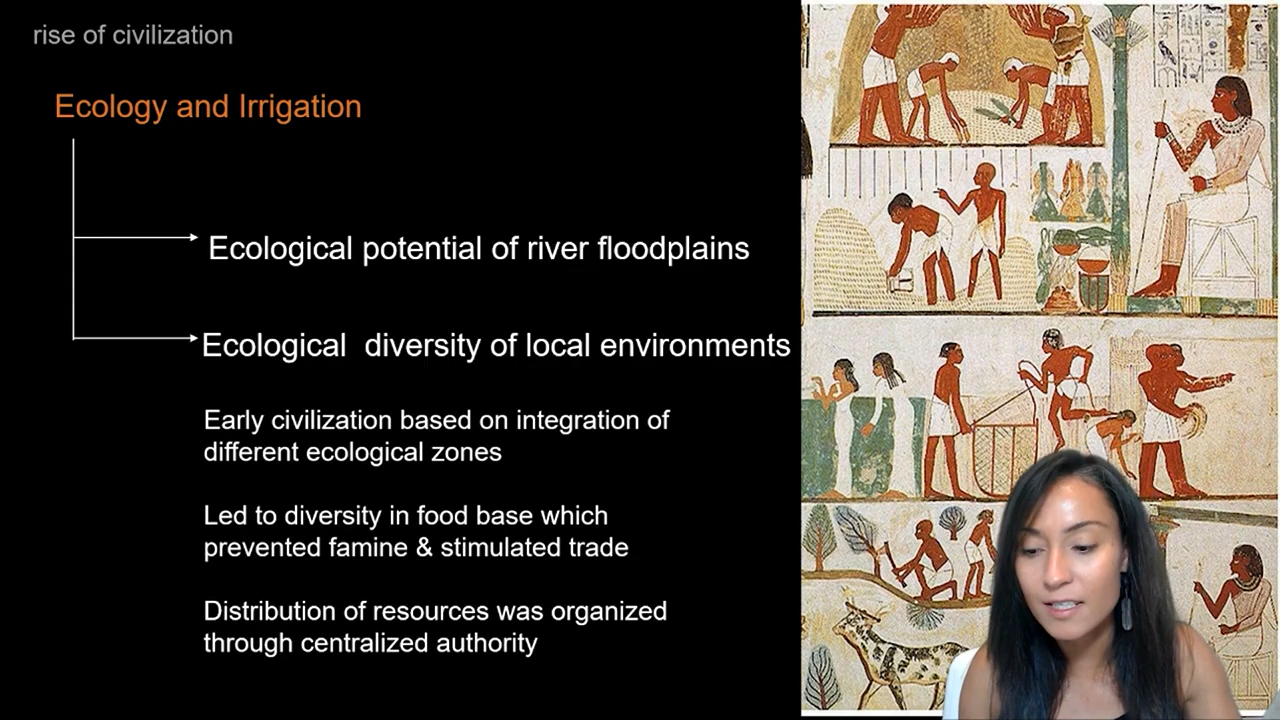 rise of civilization
Ecology and Irrigation
Ecological potential of river floodplains
Ecological diversity of local environments
Early civilization based on integration of
different ecological zones
Led to diversity in food base which
prevented famine & stimulated trade
Distribution of resources was organized
through centralized authority